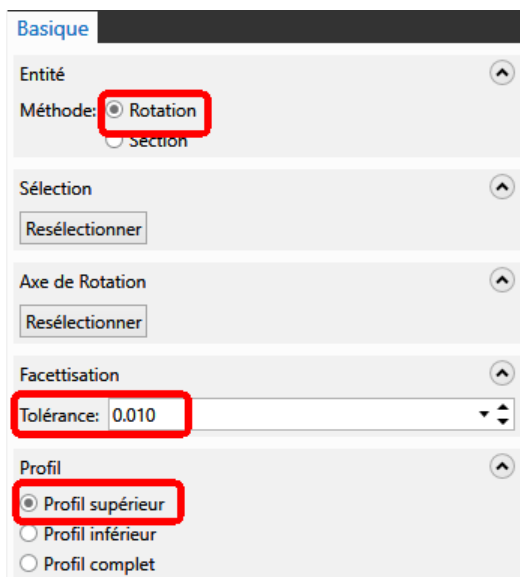 Basique
Entité
Méthode: Rotation
Section
Sélection
Resélectionner
Axe de Rotation
Resélectionner
Facettisation
Tolérance: 0.010
Profil
Profil supérieur
Profil inférieur
Profil complet